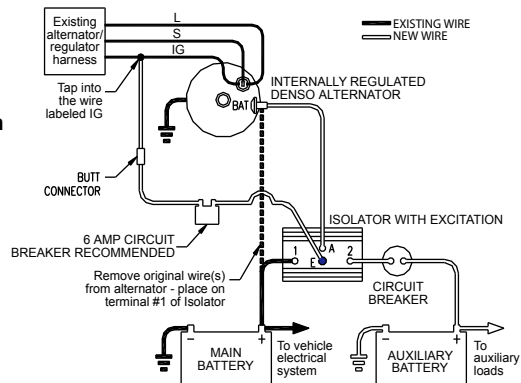 Existing
alternator/
regulator
harness
L
S
IG
EXISTING WIRE
NEW WIRE
Tap into
the wire
labeled IG
INTERNALLY REGULATED
DENSO ALTERNATOR
BAT
BUTT
CONNECTOR
6 AMP CIRCUIT
BREAKER RECOMMENDED
ISOLATOR WITH EXCITATION
1
A
E
2
CIRCUIT
BREAKER
Remove original wire(s)
from alternator - place on
terminal #1 of Isolator
- +
MAIN
BATTERY
To vehicle
electrical
system
- +
AUXILIARY
BATTERY
To
auxiliary
loads